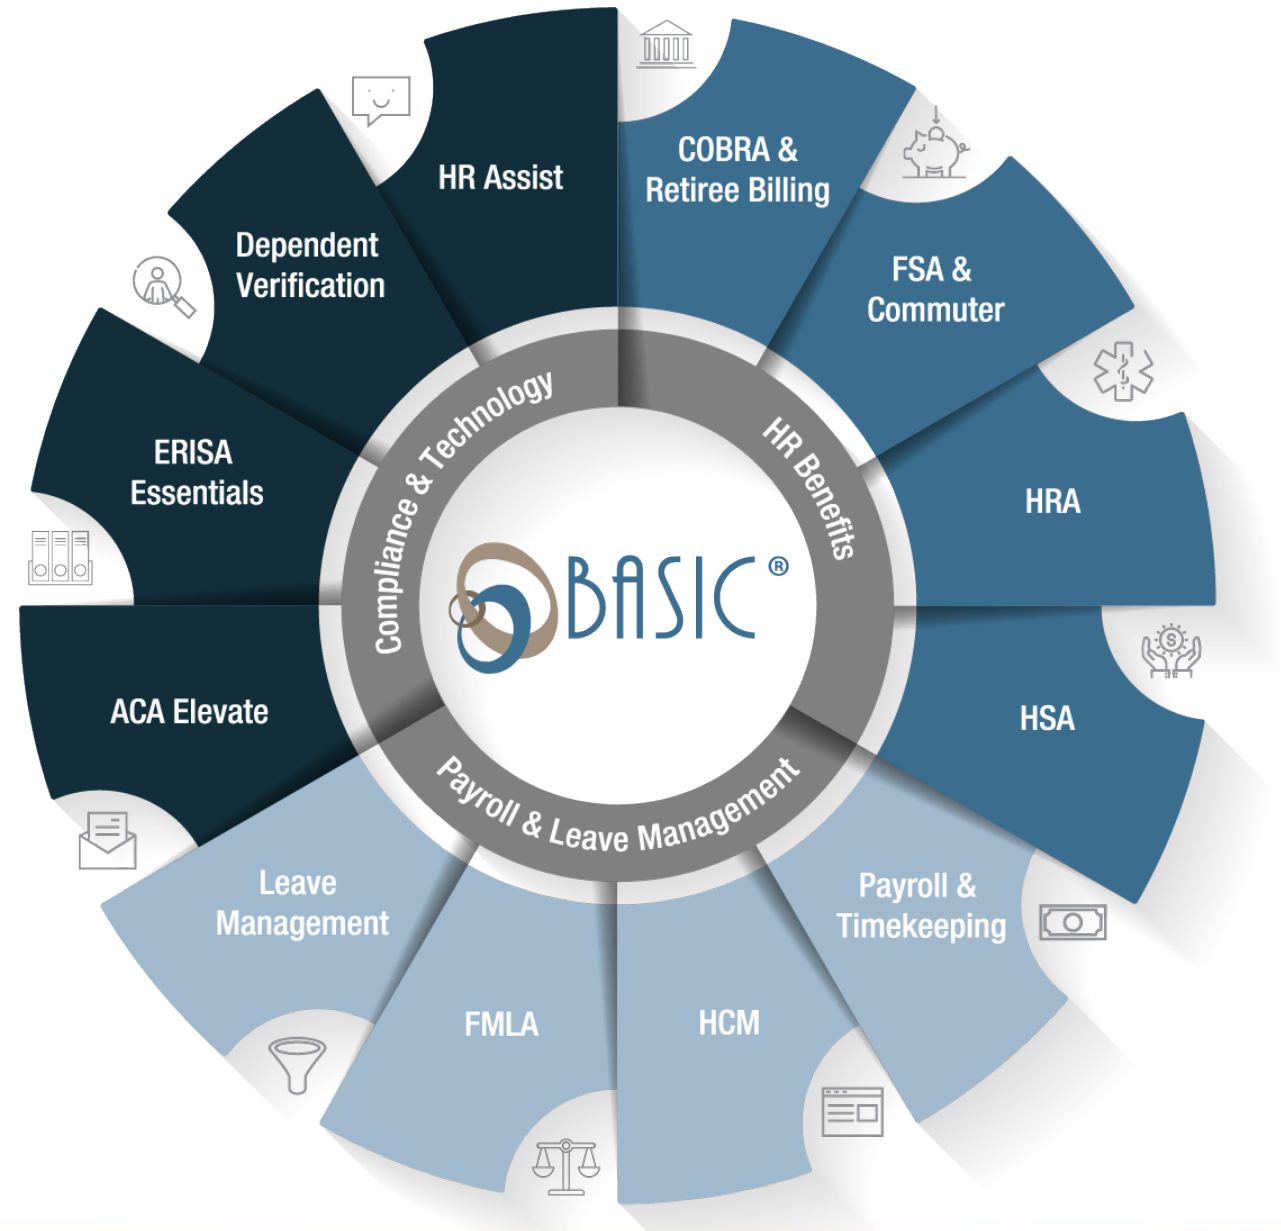 HR Assist
COBRA &
Retiree Billing
FSA &
Commuter
HRA
HSA
Payroll &
Timekeeping
HCM
FMLA
Leave
Management
ACA Elevate
ERISA
Essentials
Dependent
Verification
Compliance & Technology
HR Benefits
Payroll & Leave Management
BASIC®
$